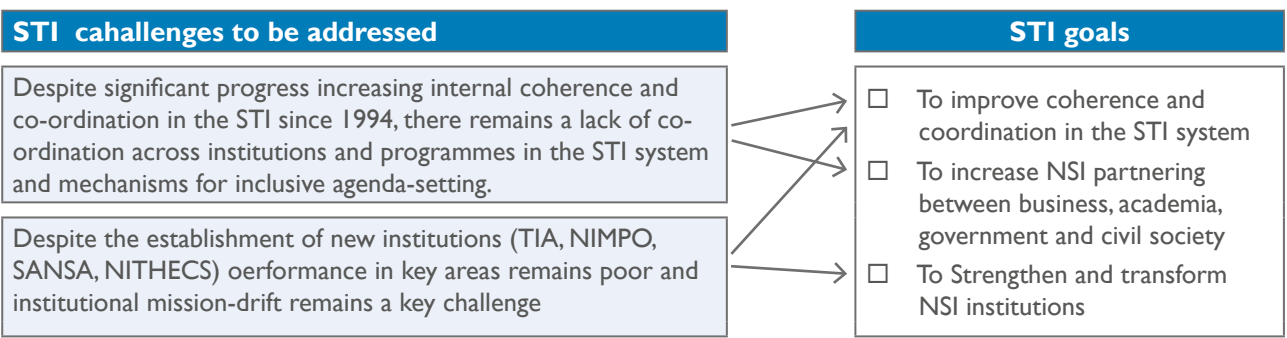 STI cahallenges to be addressed
Despite significant progress increasing internal coherence and
co-ordination in the STI since 1994, there remains a lack of co-
ordination across institutions and programmes in the STI system
and mechanisms for inclusive agenda-setting.
Despite the establishment of new institutions (TIA, NIMPO,
SANSA, NITHECS) oerformance in key areas remains poor and
institutional mission-drift remains a key challenge
STI goals
☐ To improve coherence and
coordination in the STI system
☐ To increase NSI partnering
between business, academia,
government and civil society
☐ To Strengthen and transform
NSI institutions